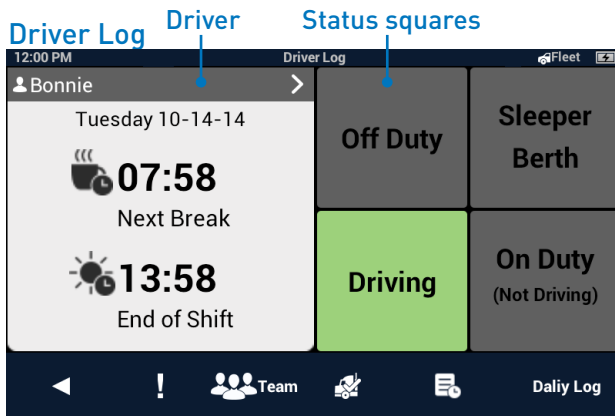 Driver Status squares
Driver Log
12:00 PM Driver Log Fleet
Bonnie
Tuesday 10-14-14
07:58
Next Break
13:58
End of Shift
Off Duty
Sleeper
Berth
Driving
On Duty
(Not Driving)
! Team Daliy Log